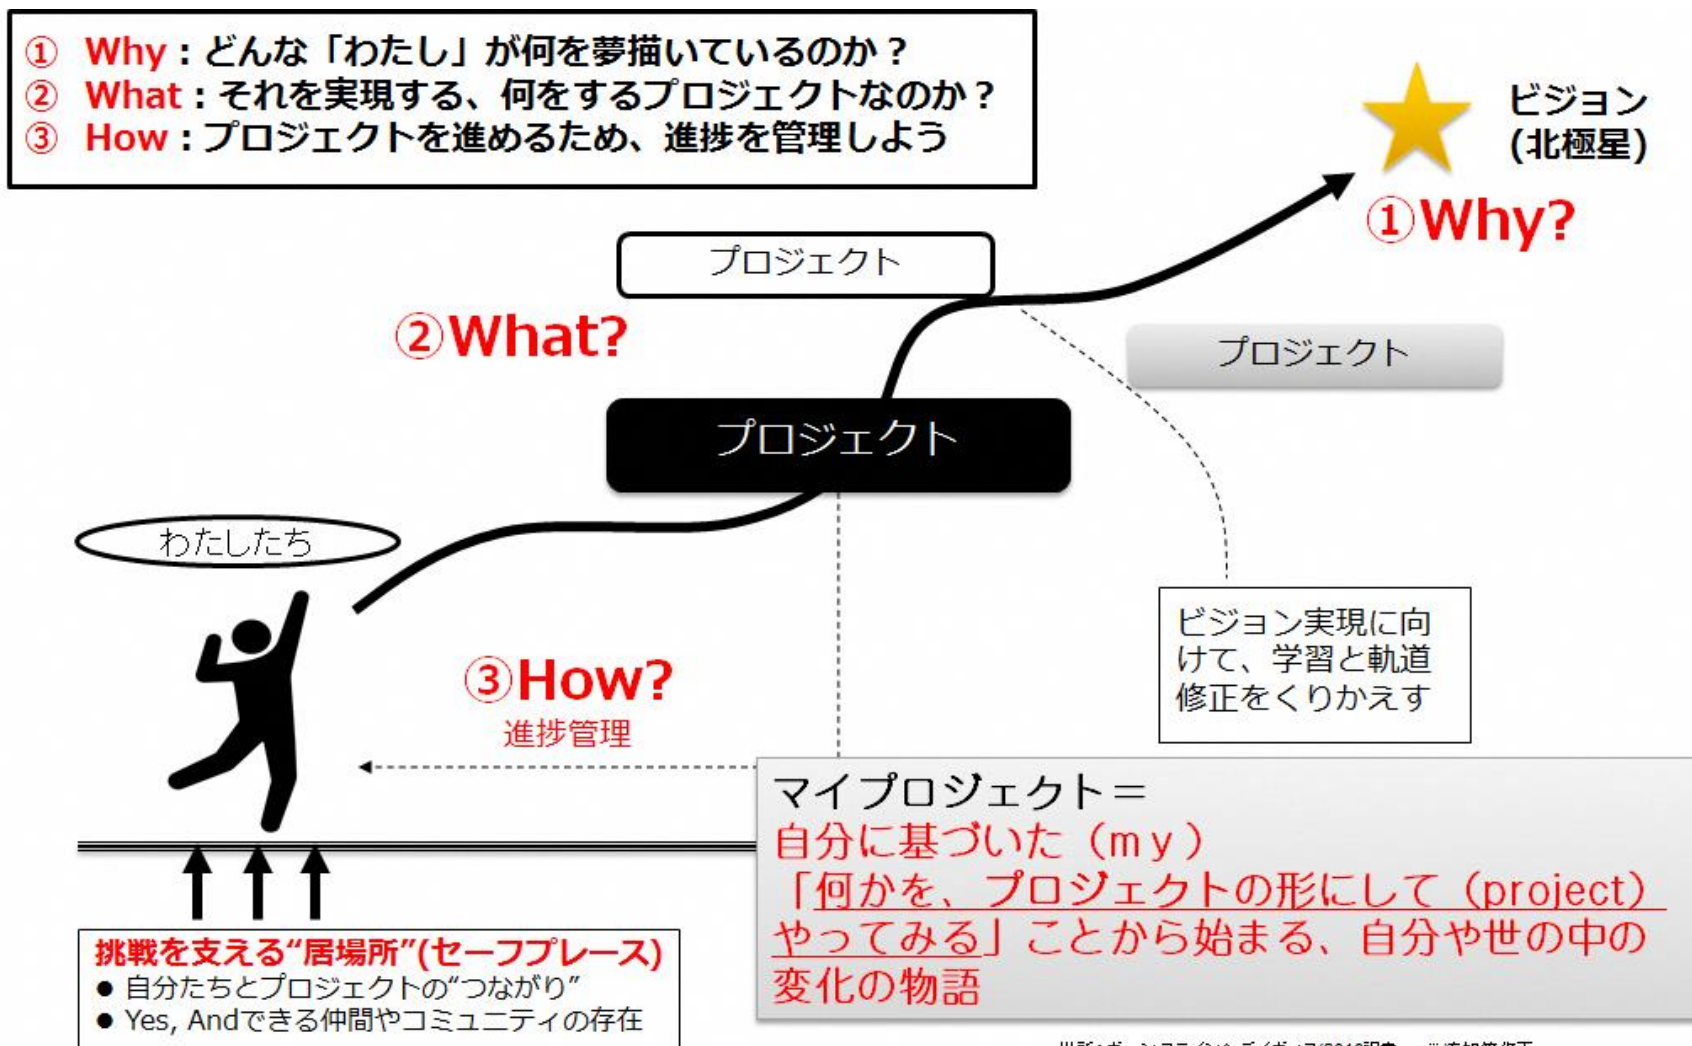 ① Why：どんな「わたし」が何を夢描いているのか？
② What：それを実現する、何をするプロジェクトなのか？
③ How：プロジェクトを進めるため、進捗を管理しよう
ビジョン
(北極星)
①Why?
プロジェクト
②What?
プロジェクト
プロジェクト
わたしたち
ビジョン実現に向
けて、学習と軌道
修正をくりかえす
③How?
進捗管理
マイプロジェクト＝
自分に基づいた（ｍｙ）
「何かを、プロジェクトの形にして（project）
やってみる」ことから始まる、自分や世の中の
変化の物語
挑戦を支える“居場所”(セーフプレース)
● 自分たちとプロジェクトの“つながり”
● Yes, Andできる仲間やコミュニティの存在